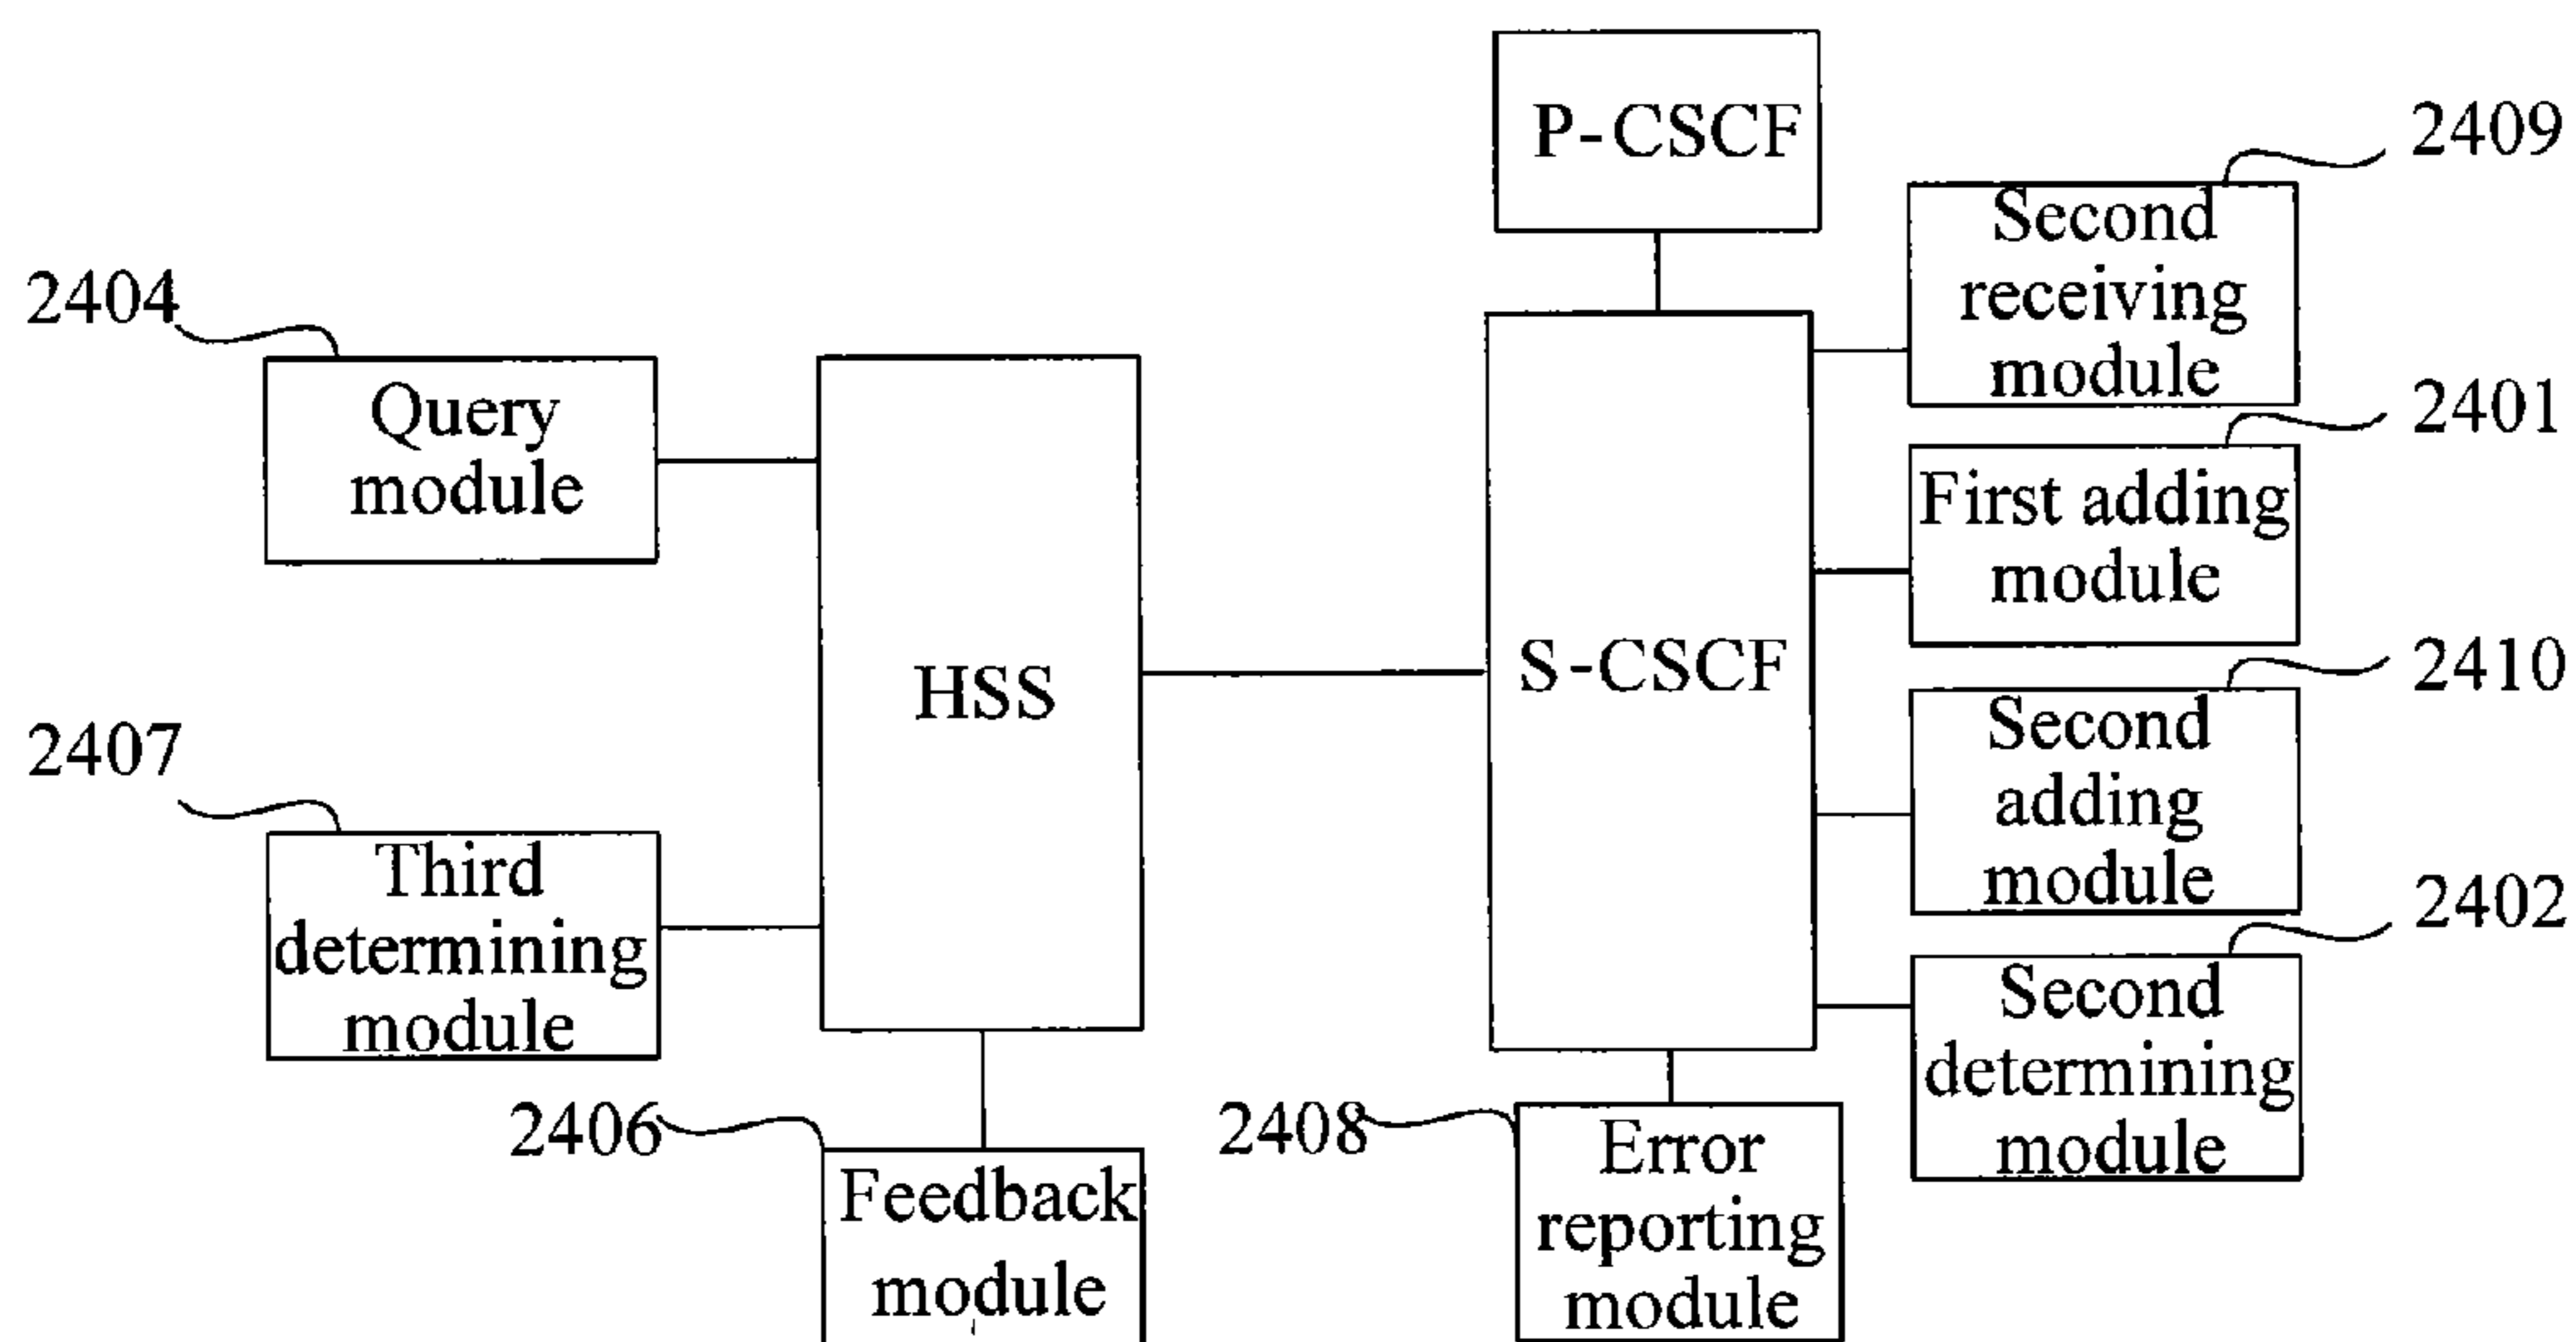 P-CSCF
2409
Second
receiving
module
2404
Query
module
2401
First adding
module
HSS
S-CSCF
2410
Second
adding
module
2407
Third
determining
module
2402
Second
determining
module
2406
Feedback
module
2408
Error
reporting
module